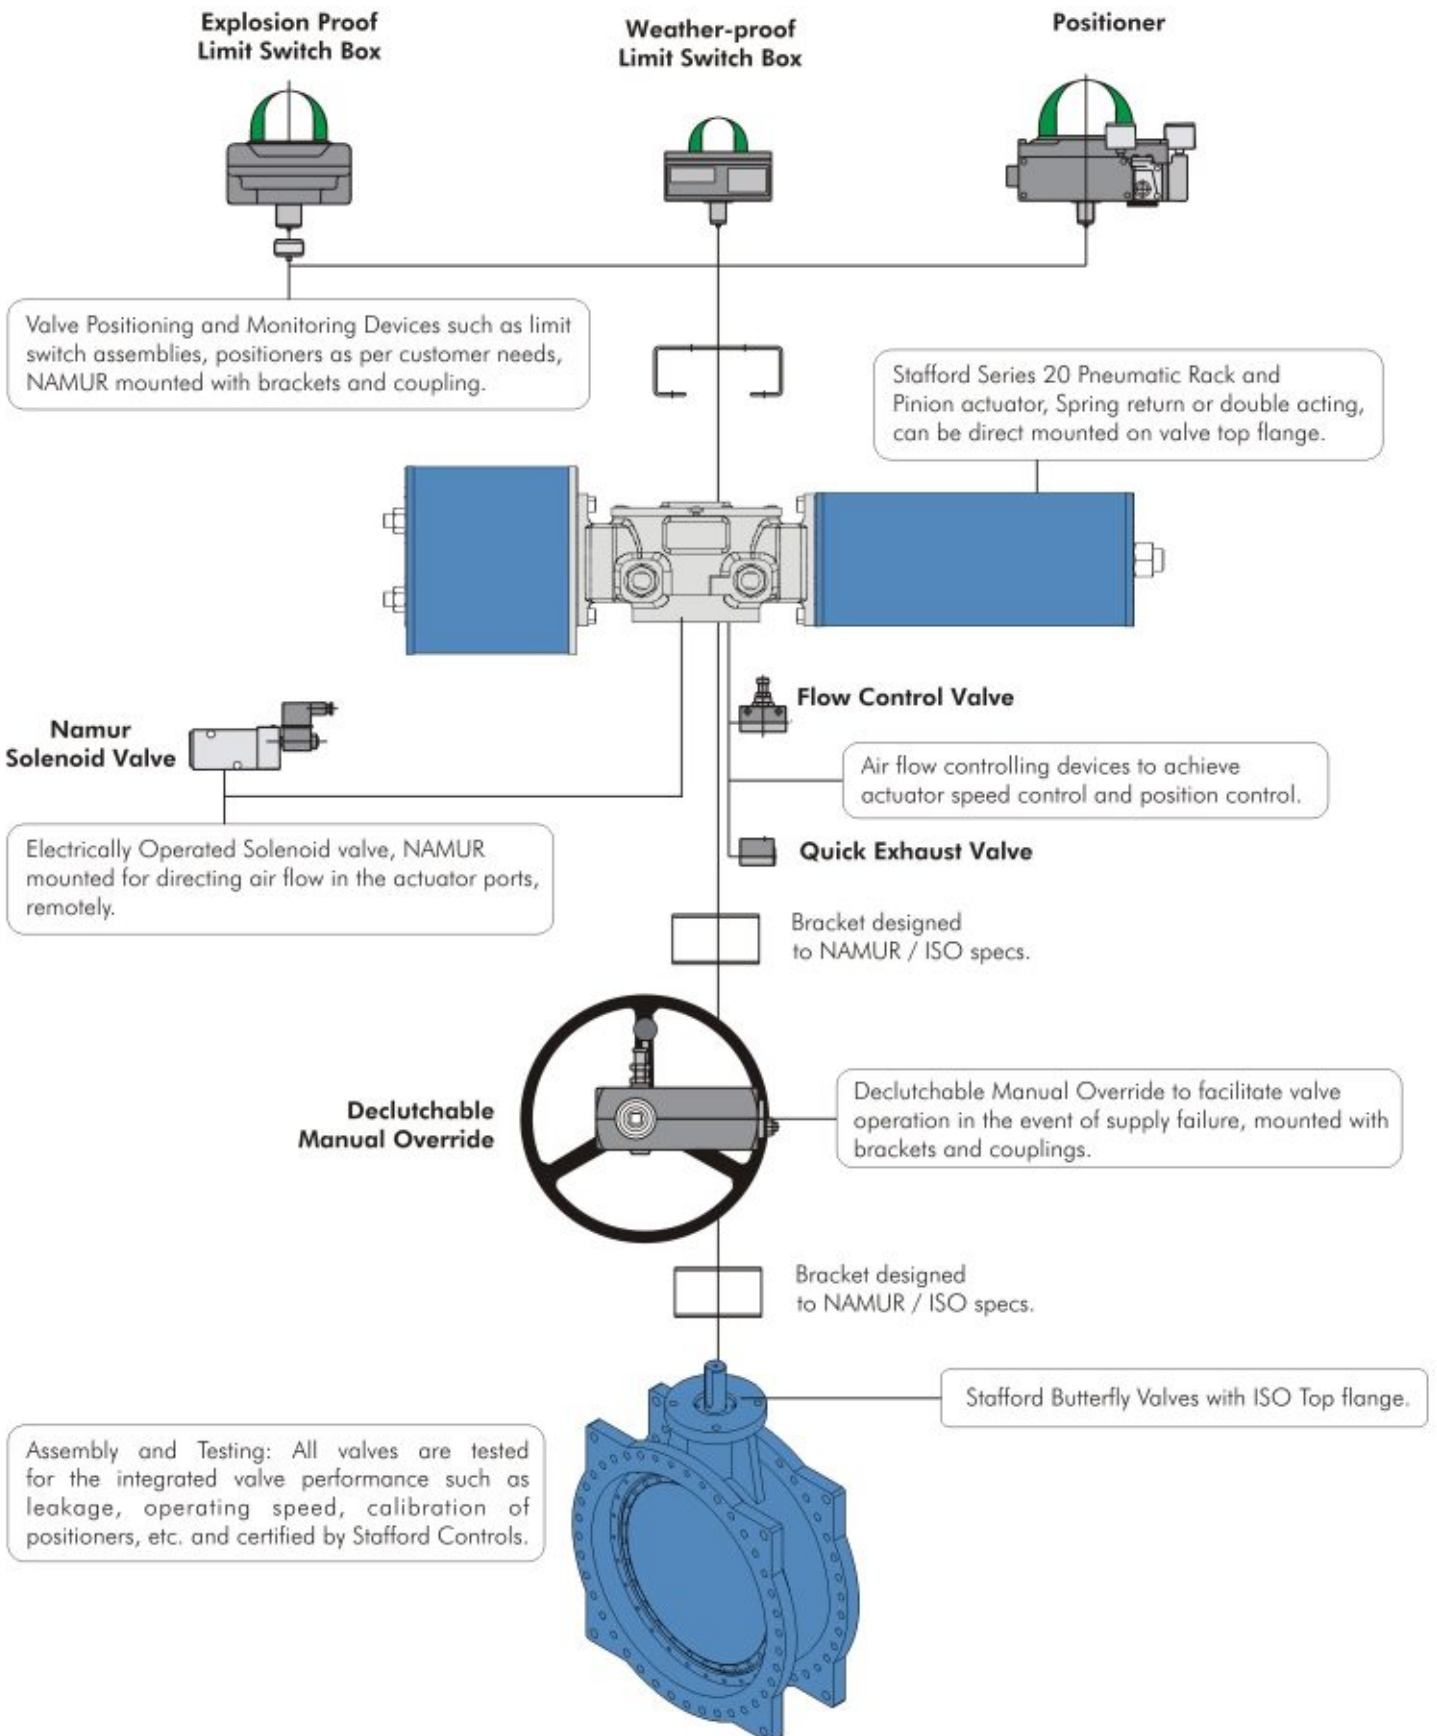 Explosion Proof
Limit Switch Box
Weather-proof
Limit Switch Box
Positioner
Valve Positioning and Monitoring Devices such as limit
switch assemblies, positioners as per customer needs,
NAMUR mounted with brackets and coupling.
Stafford Series 20 Pneumatic Rack and
Pinion actuator, Spring return or double acting,
can be direct mounted on valve top flange.
Flow Control Valve
Namur
Solenoid Valve
Air flow controlling devices to achieve
actuator speed control and position control.
Electrically Operated Solenoid valve, NAMUR
mounted for directing air flow in the actuator ports,
remotely.
Quick Exhaust Valve
Bracket designed
to NAMUR / ISO specs.
Declutchable
Manual Override
Declutchable Manual Override to facilitate valve
operation in the event of supply failure, mounted with
brackets and couplings.
Bracket designed
to NAMUR / ISO specs.
Stafford Butterfly Valves with ISO Top flange.
Assembly and Testing: All valves are tested
for the integrated valve performance such as
leakage, operating speed, calibration of
positioners, etc. and certified by Stafford Controls.